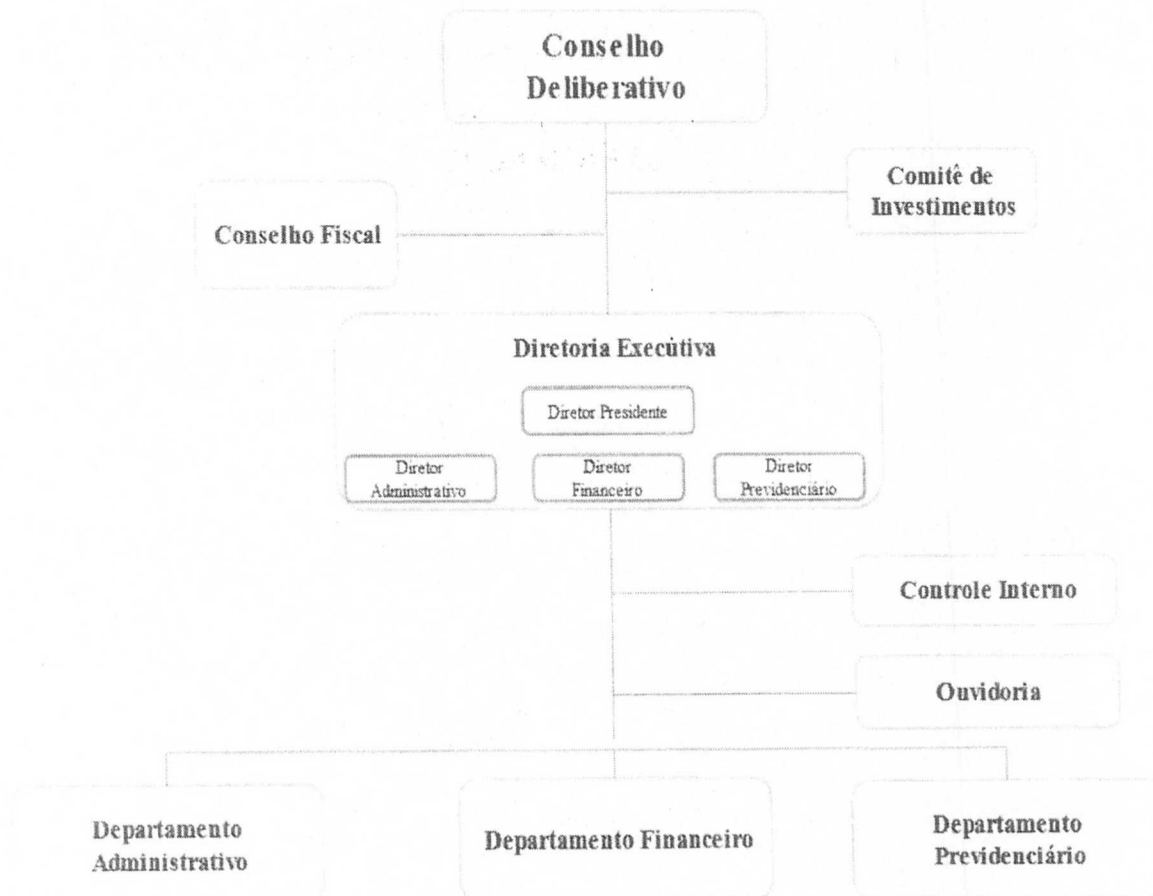 Conselho
Deliberativo
Comitê de
Investimentos
Conselho Fiscal
Diretoria Execútiva
Diretor Presidente
Diretor
Administrativo
Diretor
Financeiro
Diretor
Previdenciário
Controle Interno
Ouvidoria
Departamento
Administrativo
Departamento Financeiro
Departamento
Previdenciário